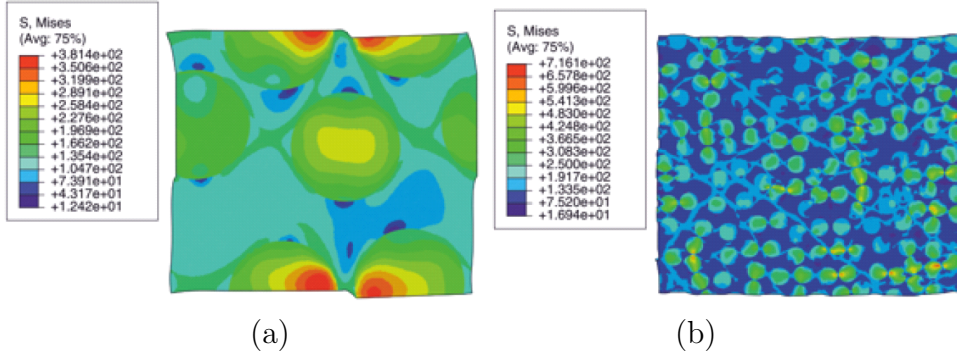 S, Mises
(Avg: 75%)
+3.814e+02
+3.506e+02
+3.199e+02
+2.891e+02
+2.584e+02
+2.276e+02
+1.969e+02
+1.662e+02
+1.354e+02
+1.047e+02
+7.391e+01
+4.317e+01
+1.242e+01
(a)
S, Mises
(Avg: 75%)
+7.161e+02
+6.578e+02
+5.996e+02
+5.413e+02
+4.830e+02
+4.248e+02
+3.665e+02
+3.083e+02
+2.500e+02
+1.917e+02
+1.335e+02
+7.520e+01
+1.694e+01
(b)